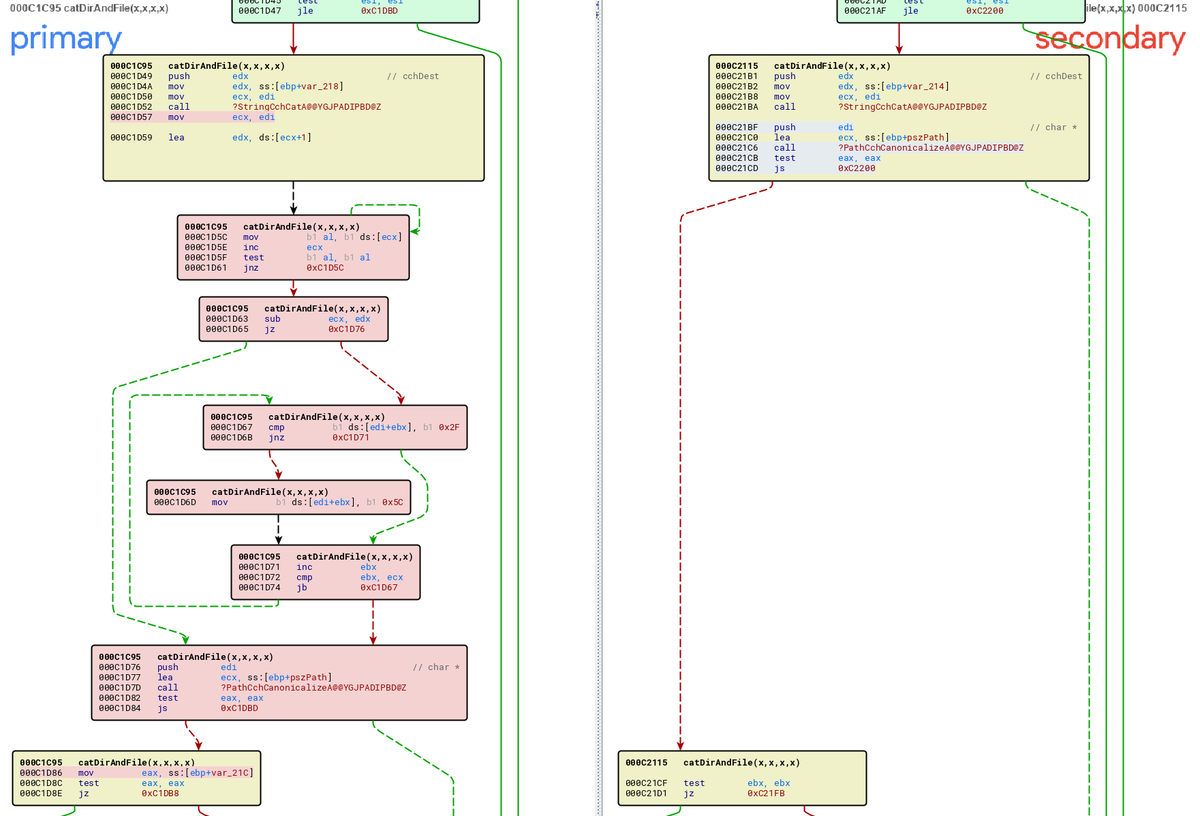 000C1C95 catDirAndFile(x,x,x,x)
primary
000C1D45 test esi, esi
000C1D47 jle 0xC1DBD
000C1C95 catDirAndFile(x,x,x,x)
000C1D49 push edx // cchDest
000C1D4A mov edx, ss:[ebp+var_218]
000C1D50 mov ecx, edi
000C1D52 call ?StringCchCatA@@YGJPADIPBD@Z
000C1D57 mov ecx, edi
000C1D59 lea edx, ds:[ecx+1]
000C1C95 catDirAndFile(x,x,x,x)
000C1D5C mov b1 al, b1 ds:[ecx]
000C1D5E inc ecx
000C1D5F test b1 al, b1 al
000C1D61 jnz 0xC1D5C
000C1C95 catDirAndFile(x,x,x,x)
000C1D63 sub ecx, edx
000C1D65 jz 0xC1D76
000C1C95 catDirAndFile(x,x,x,x)
000C1D67 cmp b1 ds:[edi+ebx], b1 0x2F
000C1D6B jnz 0xC1D71
000C1C95 catDirAndFile(x,x,x,x)
000C1D6D mov b1 ds:[edi+ebx], b1 0x5C
000C1C95 catDirAndFile(x,x,x,x)
000C1D71 inc ebx
000C1D72 cmp ebx, ecx
000C1D74 jb 0xC1D67
000C1C95 catDirAndFile(x,x,x,x)
000C1D76 push edi // char *
000C1D77 lea ecx, ss:[ebp+pszPath]
000C1D7D call ?PathCchCanonicalizeA@@YGJPADIPBD@Z
000C1D82 test eax, eax
000C1D84 js 0xC1DBD
000C1C95 catDirAndFile(x,x,x,x)
000C1D86 mov eax, ss:[ebp+var_21C]
000C1D8C test eax, eax
000C1D8E jz 0xC1DB8
ile(x,x,x,x) 000C2115
secondary
000C21AD test esi, esi
000C21AF jle 0xC2200
000C2115 catDirAndFile(x,x,x,x)
000C21B1 push edx // cchDest
000C21B2 mov edx, ss:[ebp+var_214]
000C21B8 mov ecx, edi
000C21BA call ?StringCchCatA@@YGJPADIPBD@Z
000C21BF push edi // char *
000C21C0 lea ecx, ss:[ebp+pszPath]
000C21C6 call ?PathCchCanonicalizeA@@YGJPADIPBD@Z
000C21CB test eax, eax
000C21CD js 0xC2200
000C2115 catDirAndFile(x,x,x,x)
000C21CF test ebx, ebx
000C21D1 jz 0xC21FB